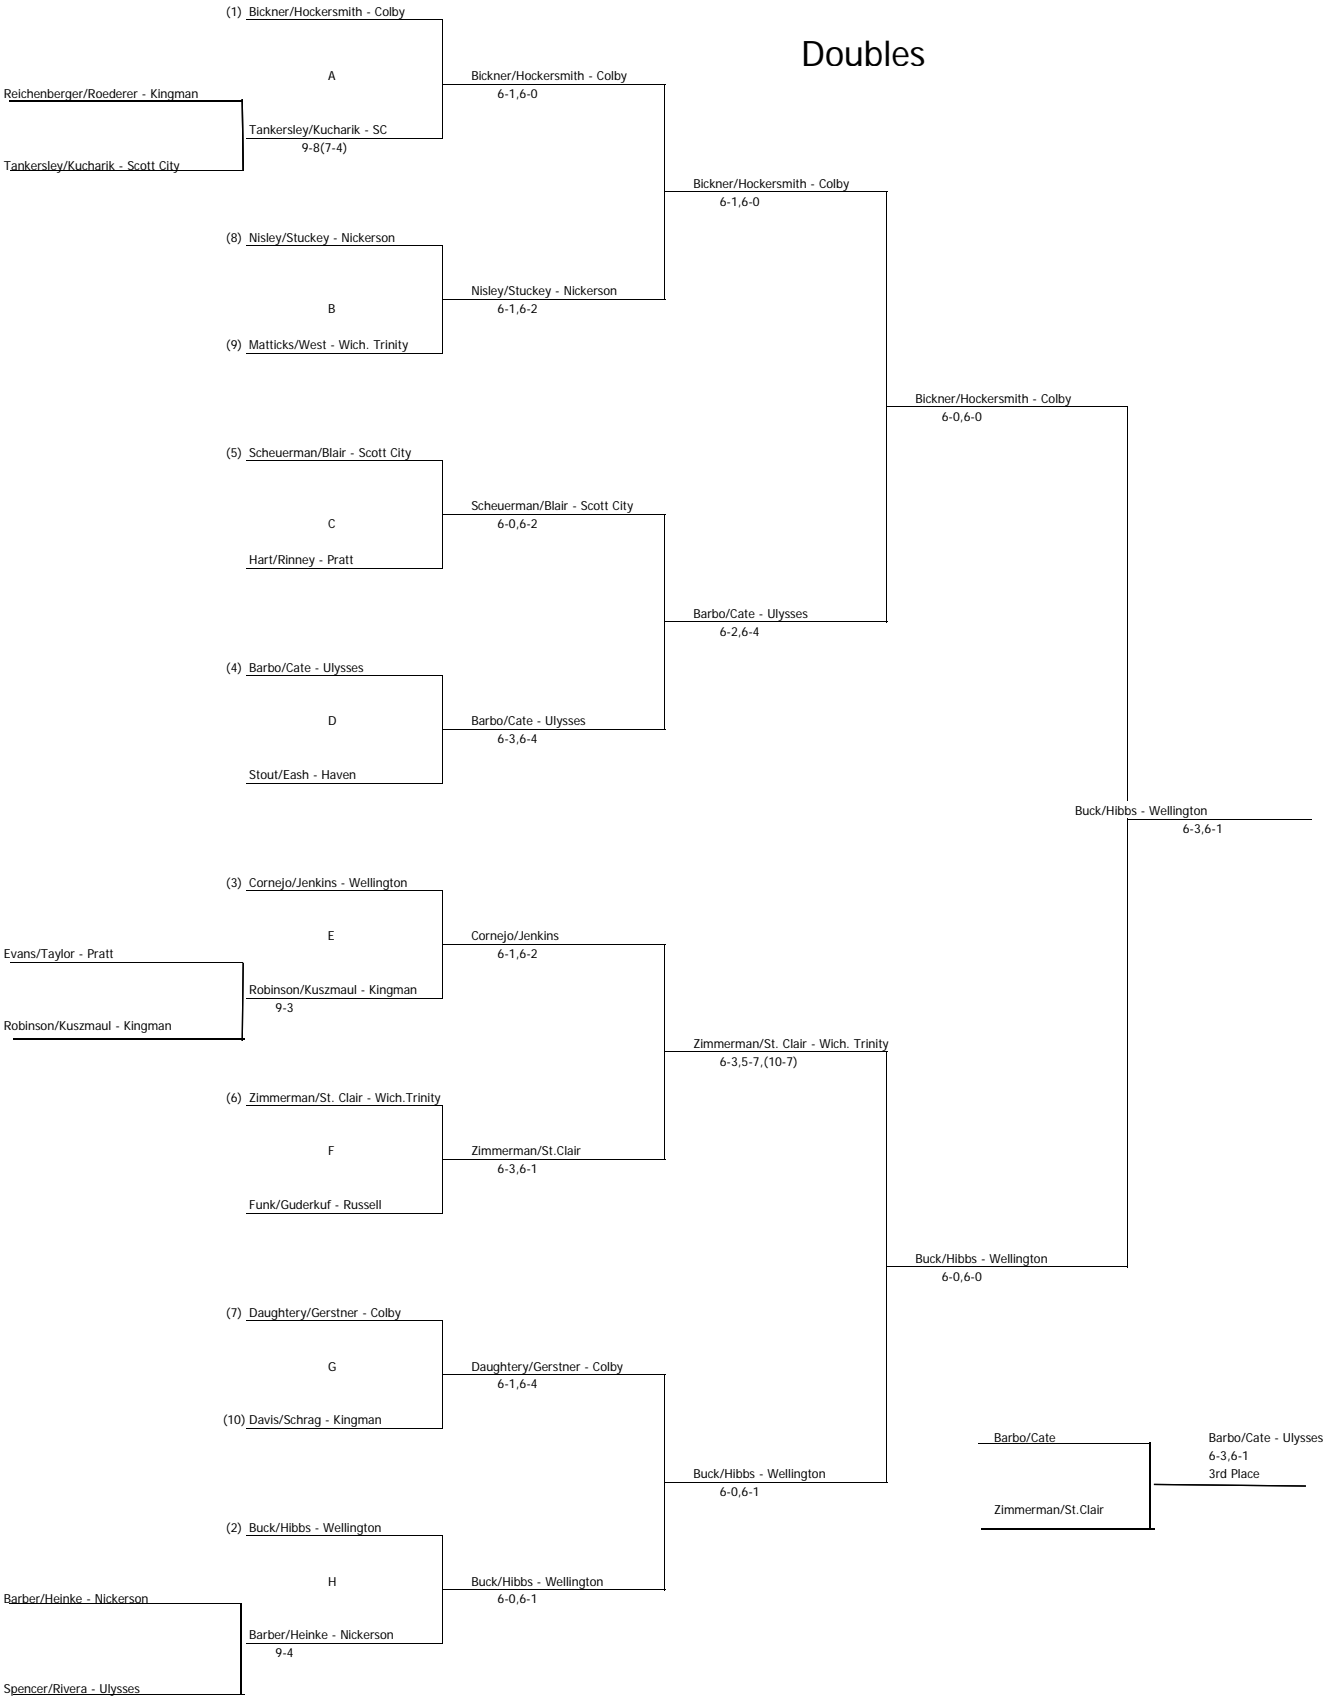 (1) Bickner/Hockersmith - Colby
Doubles
A
Bickner/Hockersmith - Colby
6-1,6-0
Reichenberger/Roederer - Kingman
Tankersley/Kucharik - SC
9-8(7-4)
Tankersley/Kucharik - Scott City
Bickner/Hockersmith - Colby
6-1,6-0
(8) Nisley/Stuckey - Nickerson
Nisley/Stuckey - Nickerson
6-1,6-2
B
(9) Matticks/West - Wich. Trinity
Bickner/Hockersmith - Colby
6-0,6-0
(5) Scheuerman/Blair - Scott City
Scheuerman/Blair - Scott City
6-0,6-2
C
Hart/Rinney - Pratt
Barbo/Cate - Ulysses
6-2,6-4
(4) Barbo/Cate - Ulysses
D
Barbo/Cate - Ulysses
6-3,6-4
Stout/Eash - Haven
Buck/Hibbs - Wellington
6-3,6-1
(3) Cornejo/Jenkins - Wellington
E
Cornejo/Jenkins
6-1,6-2
Evans/Taylor - Pratt
Robinson/Kuszmaul - Kingman
9-3
Robinson/Kuszmaul - Kingman
Zimmerman/St. Clair - Wich. Trinity
6-3,5-7,(10-7)
(6) Zimmerman/St. Clair - Wich.Trinity
F
Zimmerman/St.Clair
6-3,6-1
Funk/Guderkuf - Russell
Buck/Hibbs - Wellington
6-0,6-0
(7) Daughtery/Gerstner - Colby
G
Daughtery/Gerstner - Colby
6-1,6-4
(10) Davis/Schrag - Kingman
Barbo/Cate
Barbo/Cate - Ulysses
6-3,6-1
3rd Place
Buck/Hibbs - Wellington
6-0,6-1
Zimmerman/St.Clair
(2) Buck/Hibbs - Wellington
H
Buck/Hibbs - Wellington
6-0,6-1
Barber/Heinke - Nickerson
Barber/Heinke - Nickerson
9-4
Spencer/Rivera - Ulysses